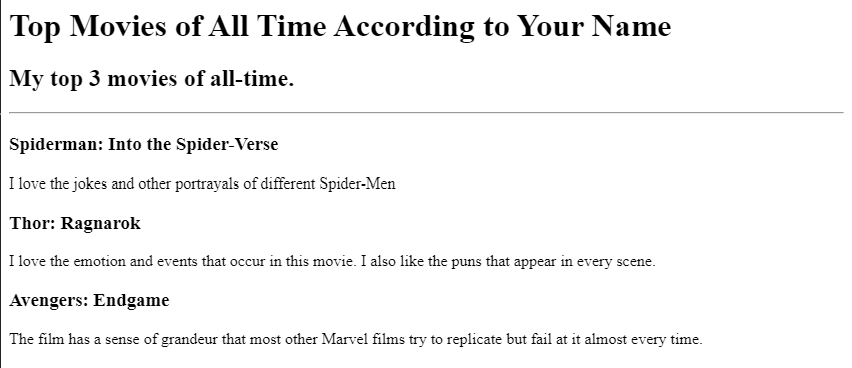 Top Movies of All Time According to Your Name
My top 3 movies of all-time.
Spiderman: Into the Spider-Verse
I love the jokes and other portrayals of different Spider-Men
Thor: Ragnarok
I love the emotion and events that occur in this movie. I also like the puns that appear in every scene.
Avengers: Endgame
The film has a sense of grandeur that most other Marvel films try to replicate but fail at it almost every time.